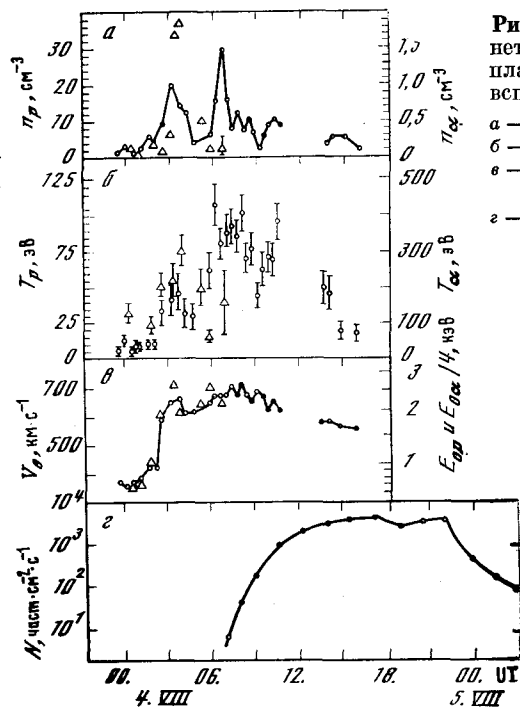 Ри
нет
пла
всп
а —
б —
в —
г —
а
n_p, см⁻³
30
20
10
0
1,5
1,0
0,5
0
n_α, см⁻³
б
T_p, эв
125
75
25
0
500
300
100
0
T_α, эв
в
V_0, км·с⁻¹
700
500
3
2
1
E_0p и E_0α/4, кэв
г
N, част·см⁻²·с⁻¹
10⁴
10³
10²
10¹
00. 06. 12. 18. 00. UT
4. VIII 5. VIII